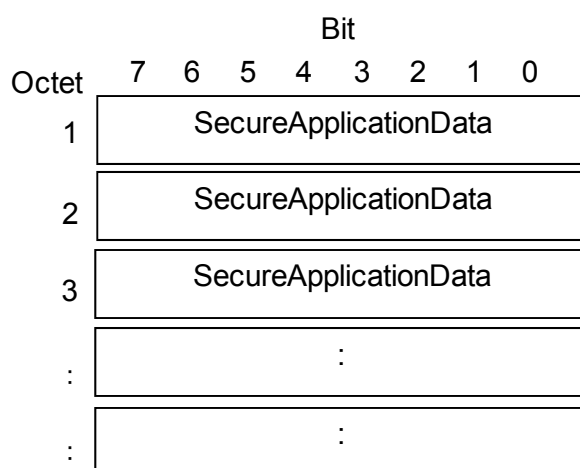 Bit
Octet 7 6 5 4 3 2 1 0
1 SecureApplicationData
2 SecureApplicationData
3 SecureApplicationData
: :
: :